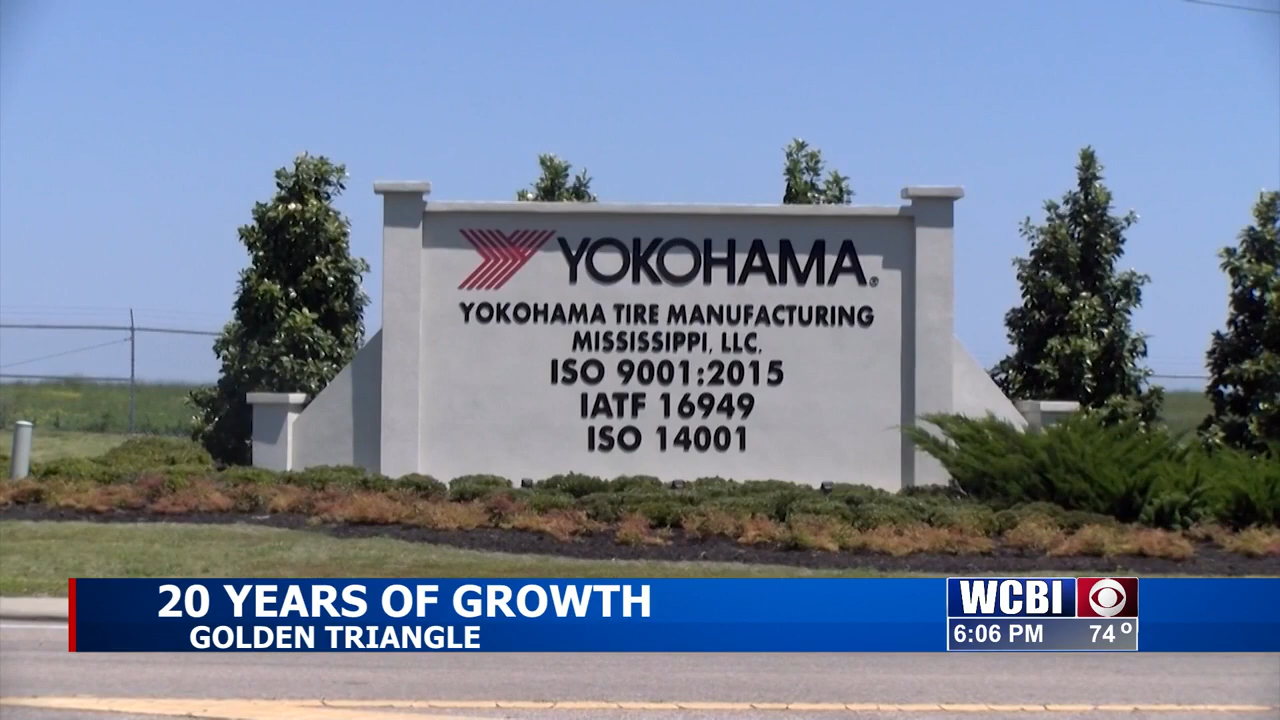 YOKOHAMA®
YOKOHAMA TIRE MANUFACTURING
MISSISSIPPI, LLC.
ISO 9001:2015
IATF 16949
ISO 14001
20 YEARS OF GROWTH
GOLDEN TRIANGLE
WCBI
6:06 PM 74°